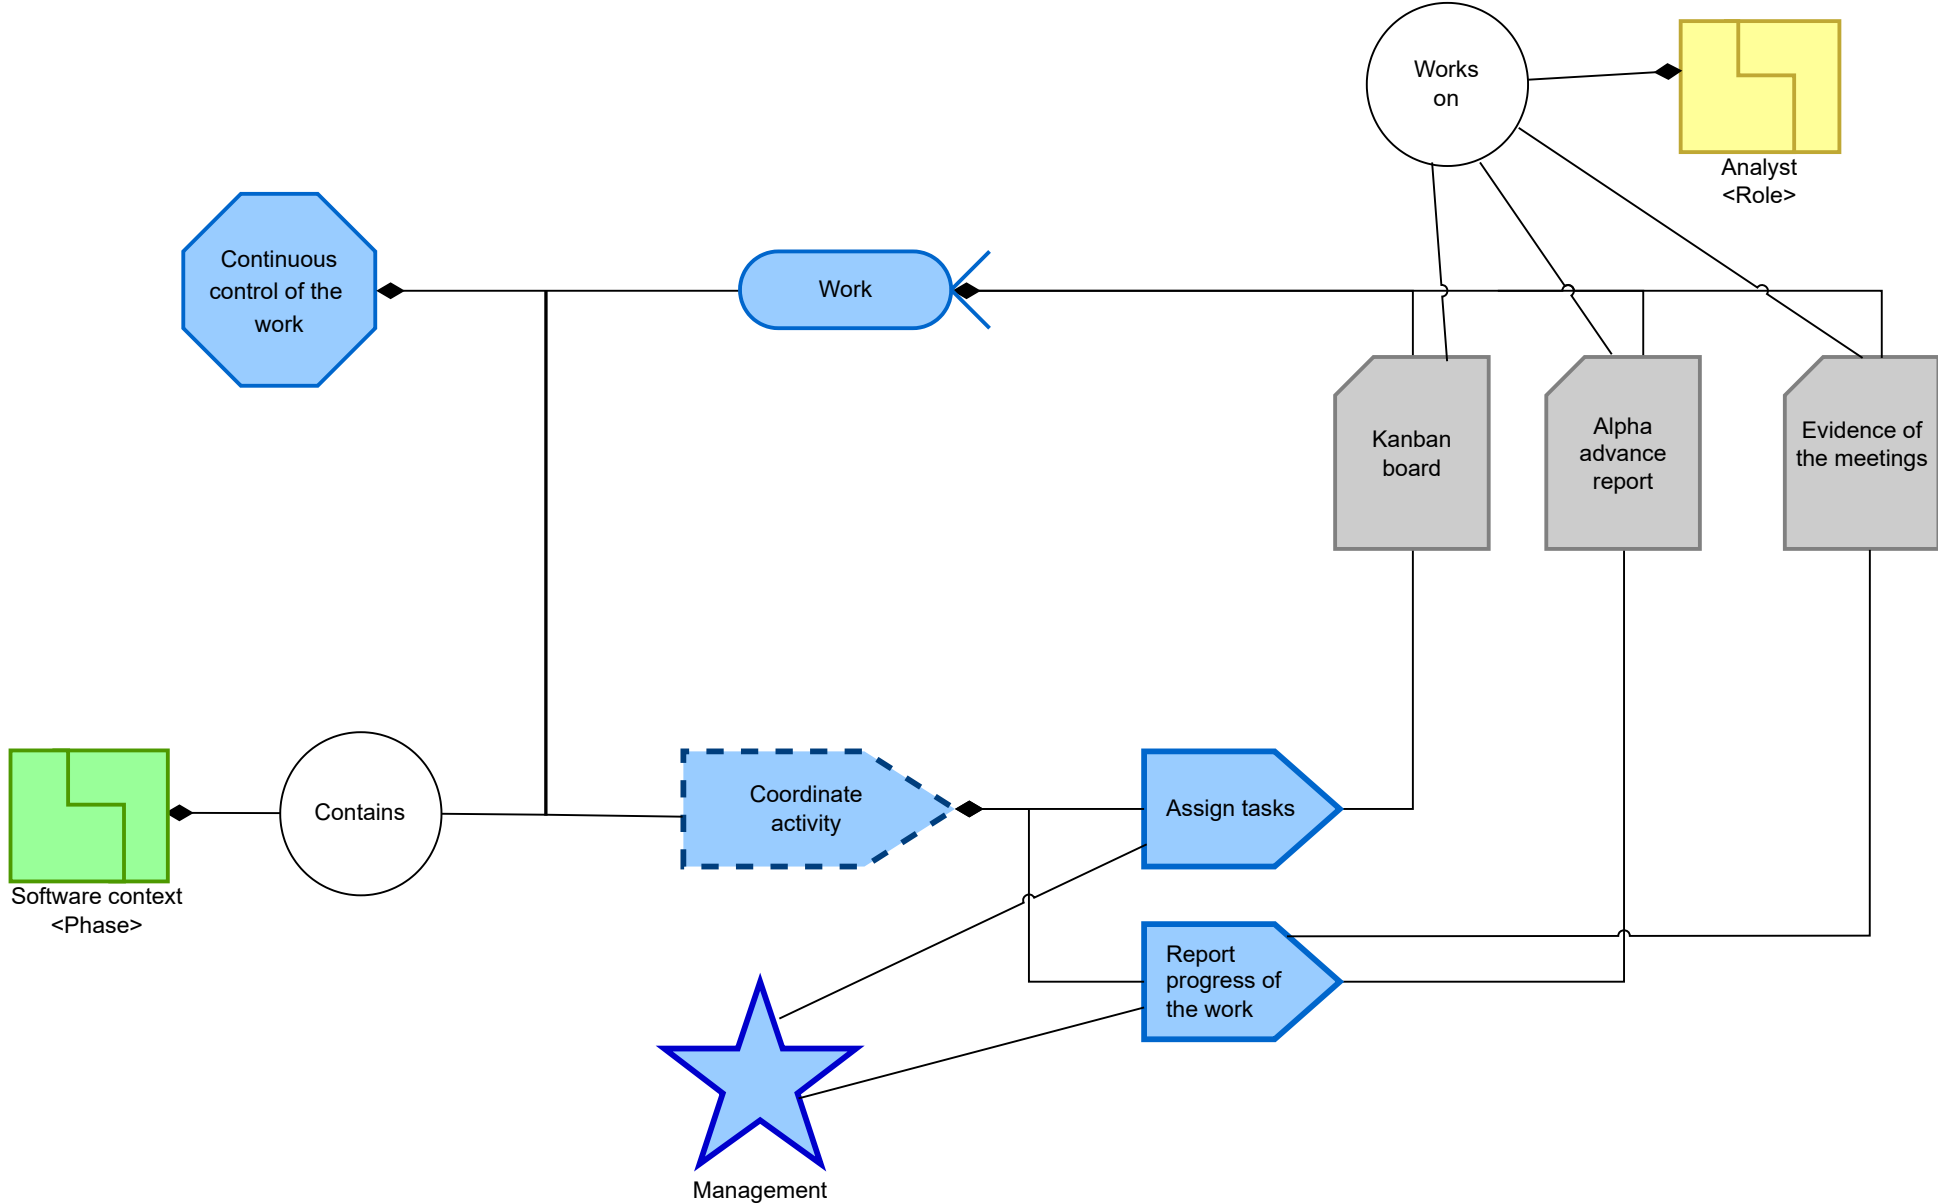 Works
on
Analyst
<Role>
Continuous
control of the
work
Work
Kanban
board
Alpha
advance
report
Evidence of
the meetings
Software context
<Phase>
Contains
Coordinate
activity
Assign tasks
Report
progress of
the work
Management